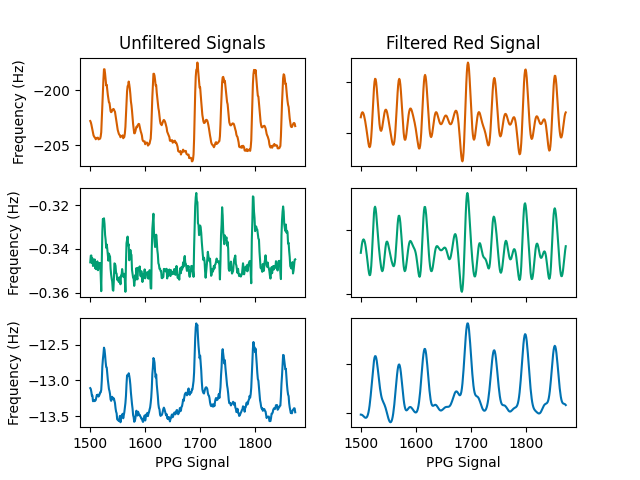 Unfiltered Signals
Filtered Red Signal
Frequency (Hz)
−200
−205
Frequency (Hz)
−0.32
−0.34
−0.36
Frequency (Hz)
−12.5
−13.0
−13.5
1500 1600 1700 1800
1500 1600 1700 1800
PPG Signal
PPG Signal